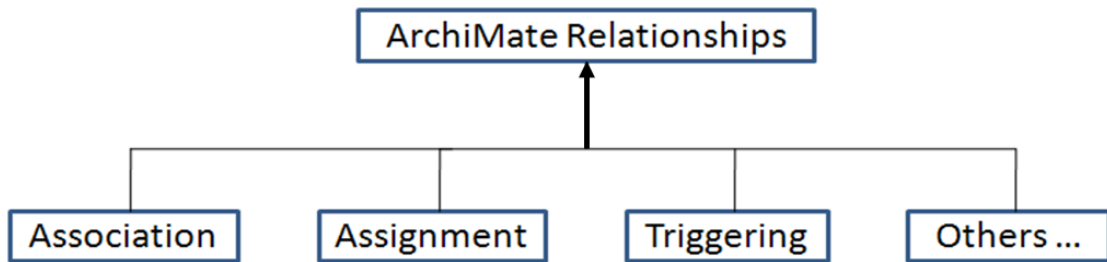 ArchiMate Relationships
Association
Assignment
Triggering
Others ...